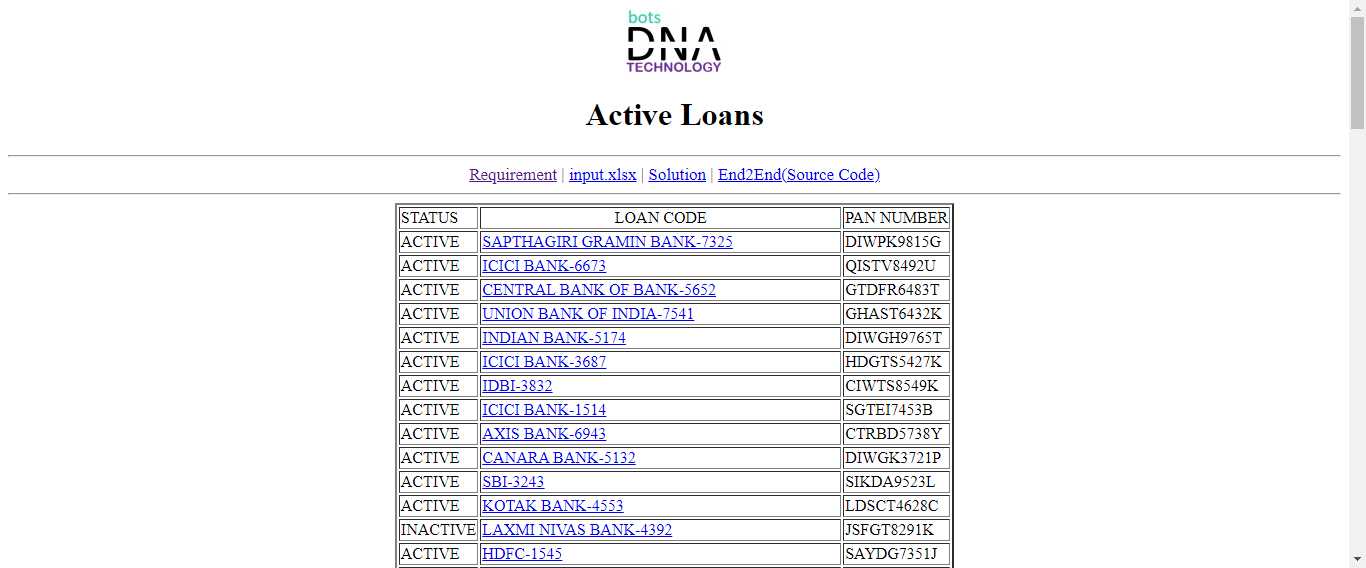 bots
DNA
TECHNOLOGY
Active Loans
Requirement | input.xlsx | Solution | End2End(Source Code)
STATUS LOAN CODE PAN NUMBER
ACTIVE SAPTHAGIRI GRAMIN BANK-7325 DIWPK9815G
ACTIVE ICICI BANK-6673 QISTV8492U
ACTIVE CENTRAL BANK OF BANK-5652 GTDFR6483T
ACTIVE UNION BANK OF INDIA-7541 GHAST6432K
ACTIVE INDIAN BANK-5174 DIWGH9765T
ACTIVE ICICI BANK-3687 HDGTS5427K
ACTIVE IDBI-3832 CIWTS8549K
ACTIVE ICICI BANK-1514 SGTEI7453B
ACTIVE AXIS BANK-6943 CTRBD5738Y
ACTIVE CANARA BANK-5132 DIWGK3721P
ACTIVE SBI-3243 SIKDA9523L
ACTIVE KOTAK BANK-4553 LDSCT4628C
INACTIVE LAXMI NIVAS BANK-4392 JSFGT8291K
ACTIVE HDFC-1545 SAYDG7351J